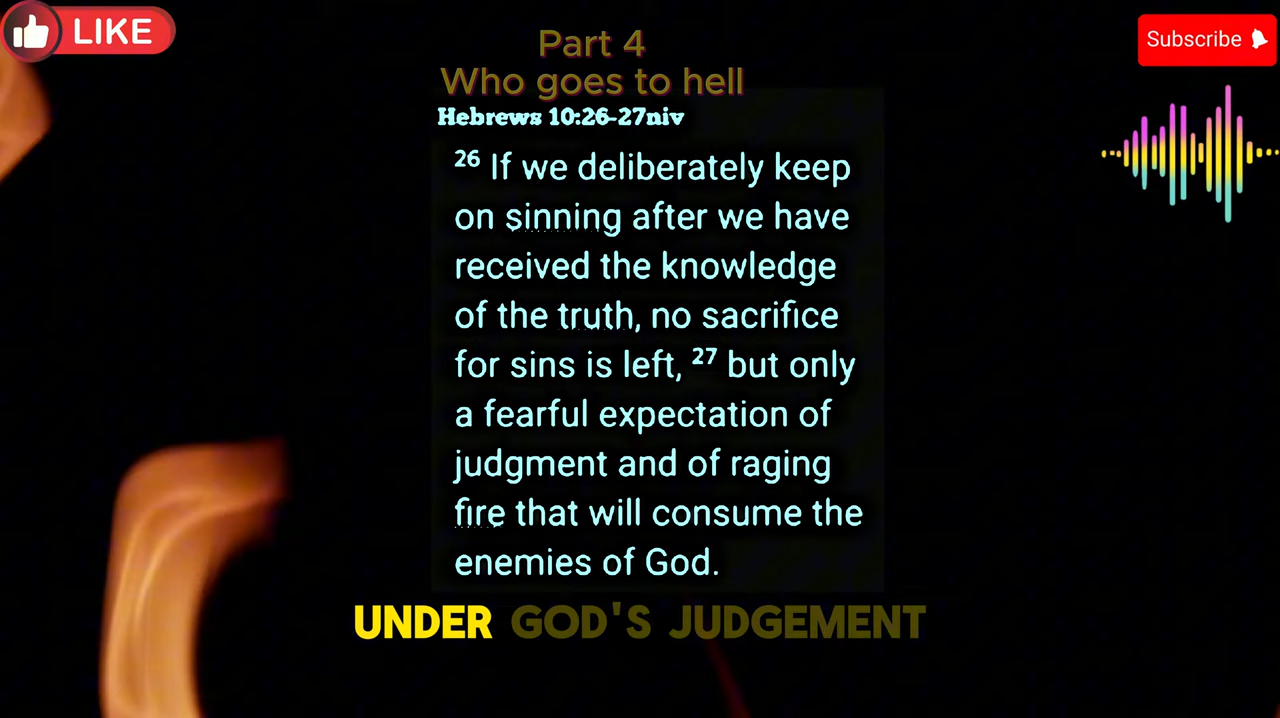 LIKE
Part 4
Subscribe
Who goes to hell
Hebrews 10:26-27niv
26 If we deliberately keep
on sinning after we have
received the knowledge
of the truth, no sacrifice
for sins is left, 27 but only
a fearful expectation of
judgment and of raging
fire that will consume the
enemies of God.
UNDER GOD'S JUDGEMENT